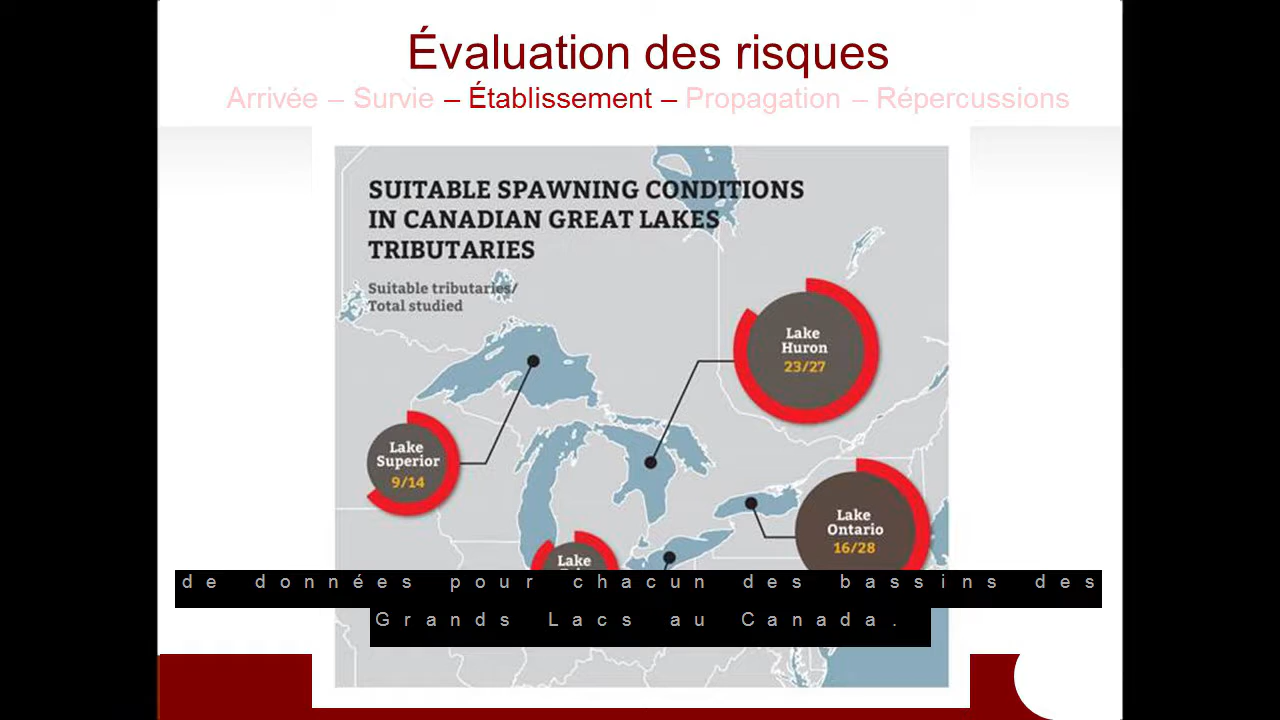 Évaluation des risques
Arrivée – Survie – Établissement – Propagation – Répercussions
SUITABLE SPAWNING CONDITIONS
IN CANADIAN GREAT LAKES
TRIBUTARIES
Suitable tributaries/
Total studied
Lake
Huron
23/27
Lake
Superior
9/14
Lake
Ontario
16/28
Lake
de données pour chacun des bassins des
Grands Lacs au Canada.